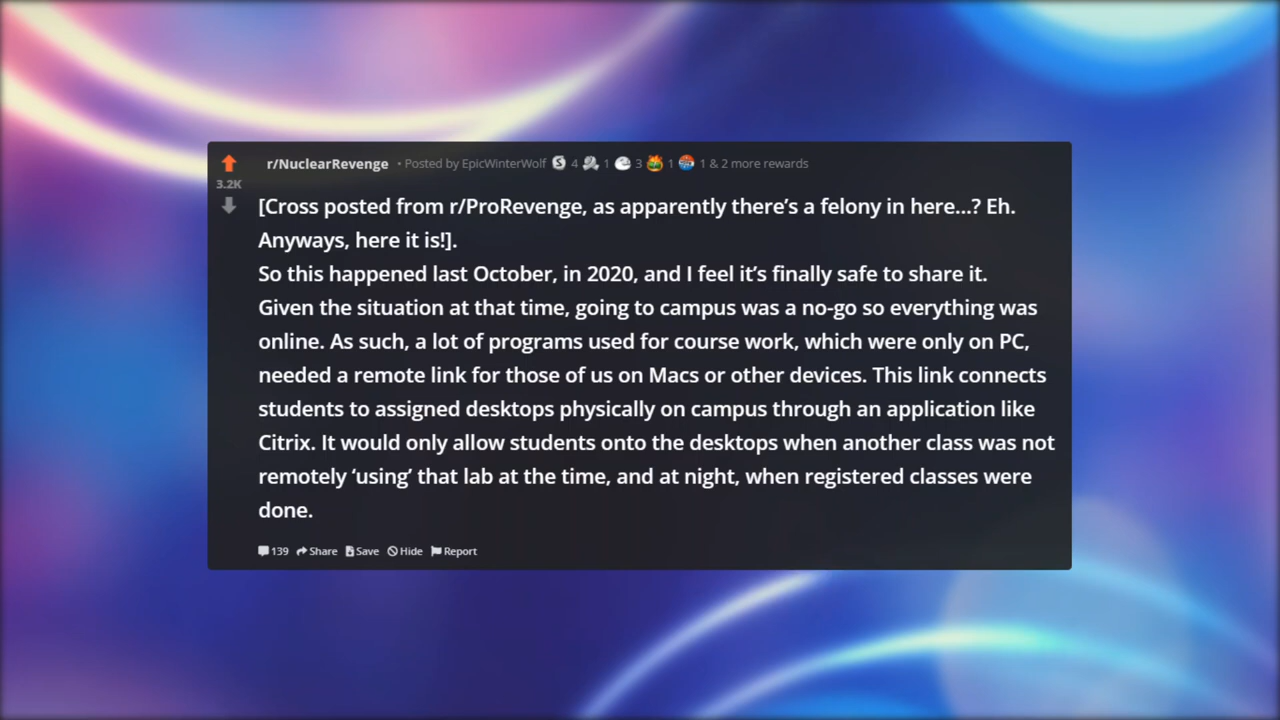 r/NuclearRevenge • Posted by EpicWinterWolf 4 1 3 1 1 & 2 more rewards
3.2K
[Cross posted from r/ProRevenge, as apparently there’s a felony in here...? Eh.
Anyways, here it is!].
So this happened last October, in 2020, and I feel it’s finally safe to share it.
Given the situation at that time, going to campus was a no-go so everything was
online. As such, a lot of programs used for course work, which were only on PC,
needed a remote link for those of us on Macs or other devices. This link connects
students to assigned desktops physically on campus through an application like
Citrix. It would only allow students onto the desktops when another class was not
remotely ‘using’ that lab at the time, and at night, when registered classes were
done.
139 Share Save Hide Report